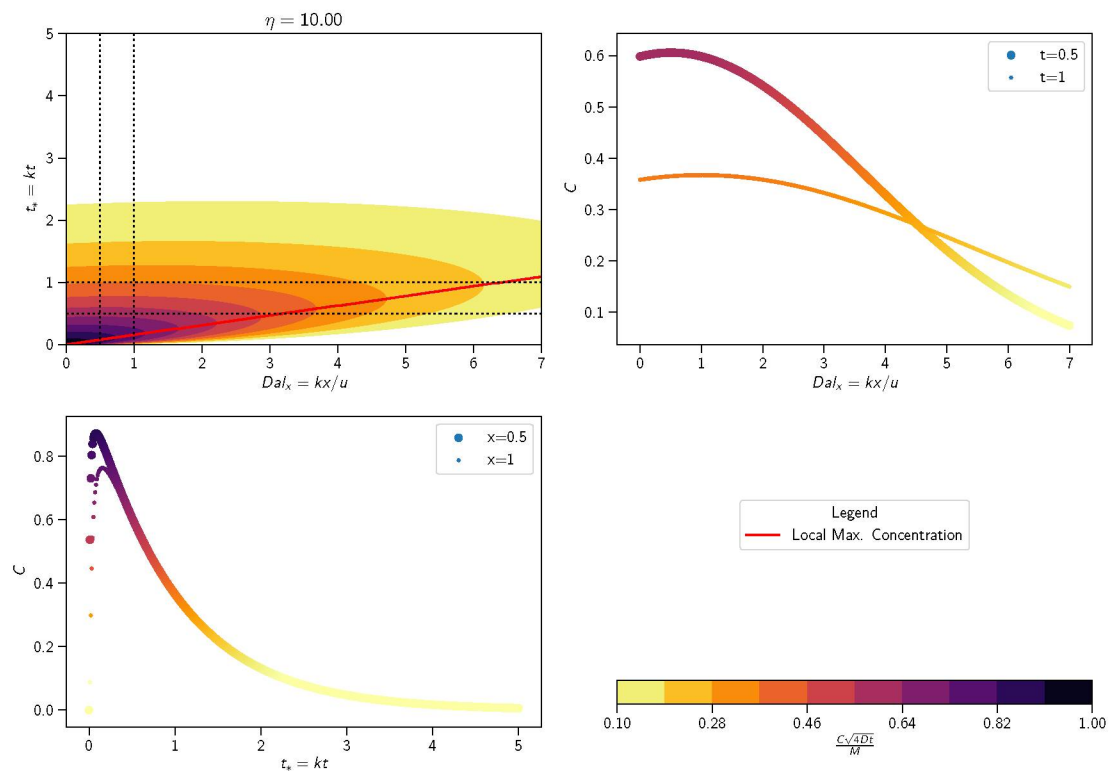 η = 10.00
5
4
3
2
1
0
t* = kt
0 1 2 3 4 5 6 7
Dal_x = kx/u
0.6
0.5
0.4
0.3
0.2
0.1
C
0 1 2 3 4 5 6 7
Dal_x = kx/u
t=0.5
t=1
0.8
0.6
0.4
0.2
0.0
C
0 1 2 3 4 5
t* = kt
x=0.5
x=1
Legend
Local Max. Concentration
0.10 0.28 0.46 0.64 0.82 1.00
C√4Dt
M